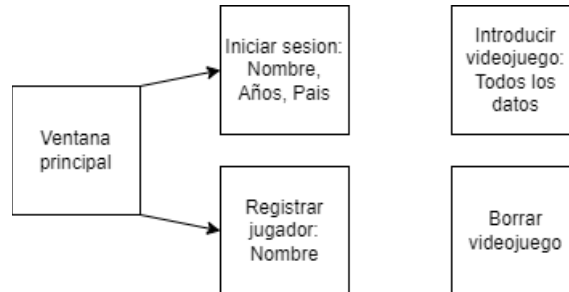 Ventana
principal
Iniciar sesion:
Nombre,
Años, Pais
Registrar
jugador:
Nombre
Introducir
videojuego:
Todos los
datos
Borrar
videojuego